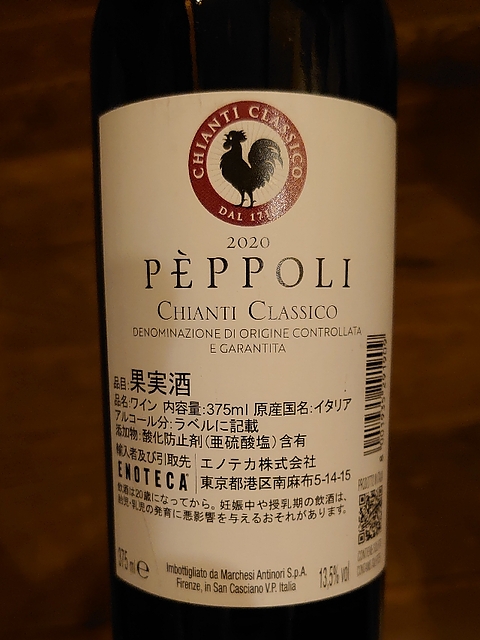 CHIANTI CLASSICO
DAL
2020
PÈPPOLI
CHIANTI CLASSICO
DENOMINAZIONE DI ORIGINE CONTROLLATA
E GARANTITA
品目:果実酒
品名:ワイン 内容量:375ml 原産国名:イタリア
アルコール分:ラベルに記載
添加物:酸化防止剤(亜硫酸塩)含有
輸入者及び引取先 エノテカ株式会社
ENOTECA 東京都港区南麻布5-14-15
飲酒は20歳になってから。妊娠中や授乳期の飲酒は、
胎児・乳児の発育に悪影響を与えるおそれがあります。
375 ml e
Imbottigliato da Marchesi Antinori S.p.A.
Firenze, in San Casciano V.P. Italia
13,5% vol